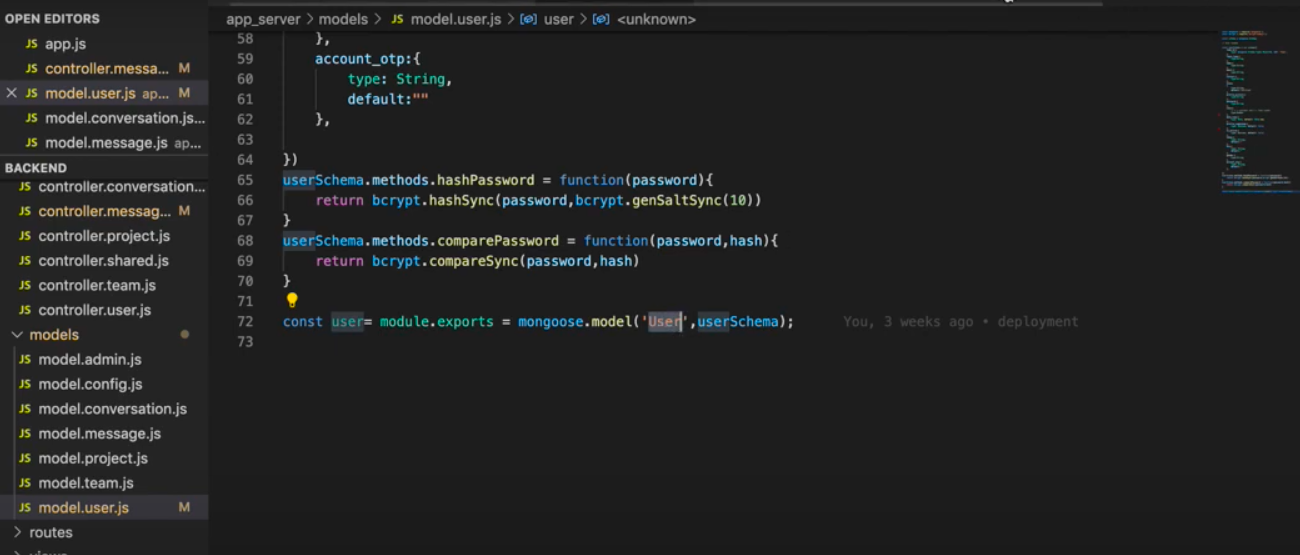 OPEN EDITORS
JS app.js
JS controller.messa... M
JS model.user.js ap... M
JS model.conversation.js...
JS model.message.js ap...
BACKEND
JS controller.conversation...
JS controller.messag... M
JS controller.project.js
JS controller.shared.js
JS controller.team.js
JS controller.user.js
models
JS model.admin.js
JS model.config.js
JS model.conversation.js
JS model.message.js
JS model.project.js
JS model.team.js
JS model.user.js M
routes
views
app_server > models > JS model.user.js > user > <unknown>
58 },
59 account_otp:{
60 type: String,
61 default:""
62 },
63
64 })
65 userSchema.methods.hashPassword = function(password){
66 return bcrypt.hashSync(password,bcrypt.genSaltSync(10))
67 }
68 userSchema.methods.comparePassword = function(password,hash){
69 return bcrypt.compareSync(password,hash)
70 }
71
72 const user= module.exports = mongoose.model('User',userSchema); You, 3 weeks ago • deployment
73